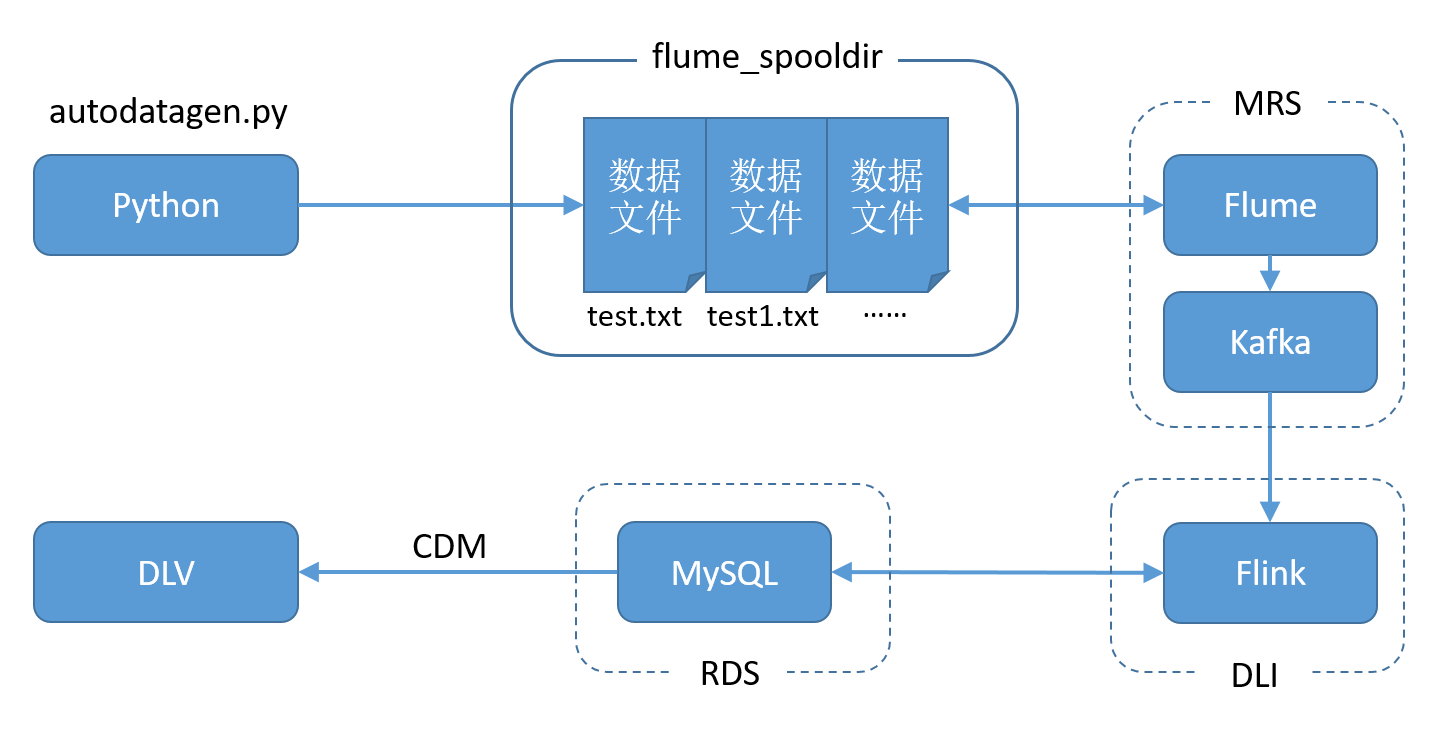 flume_spooldir
autodatagen.py
MRS
Python
数据
文件
数据
文件
数据
文件
Flume
test.txt
test1.txt
……
Kafka
DLV
CDM
MySQL
Flink
RDS
DLI